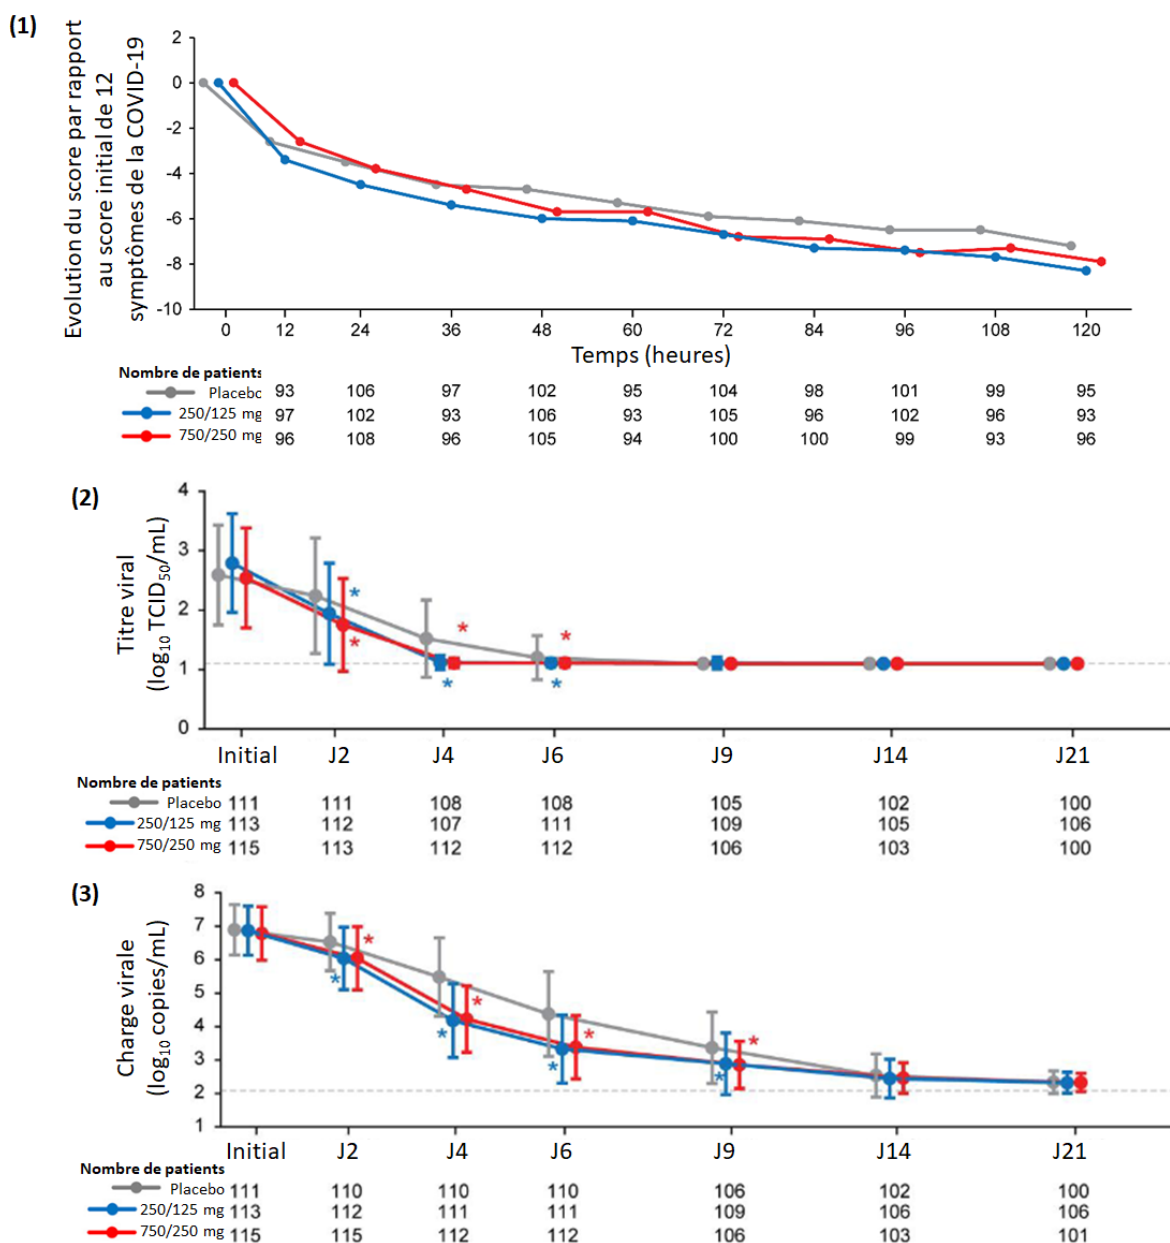 (1)
Evolution du score par rapport
au score initial de 12
symptômes de la COVID-19
2
0
-2
-4
-6
-8
-10
0 12 24 36 48 60 72 84 96 108 120
Temps (heures)
Nombre de patients
Placebo 93 106 97 102 95 104 98 101 99 95
250/125 mg 97 102 93 106 93 105 96 102 96 93
750/250 mg 96 108 96 105 94 100 100 99 93 96
(2)
Titre viral
(log10 TCID50/mL)
4
3
2
1
0
* * * * * *
Initial J2 J4 J6 J9 J14 J21
Nombre de patients
Placebo 111 111 108 108 105 102 100
250/125 mg 113 112 107 111 109 105 106
750/250 mg 115 113 112 112 106 103 100
(3)
Charge virale
(log10 copies/mL)
8
7
6
5
4
3
2
1
* * * * * * * *
Initial J2 J4 J6 J9 J14 J21
Nombre de patients
Placebo 111 110 110 110 106 102 100
250/125 mg 113 112 111 111 109 106 106
750/250 mg 115 115 112 112 106 103 101